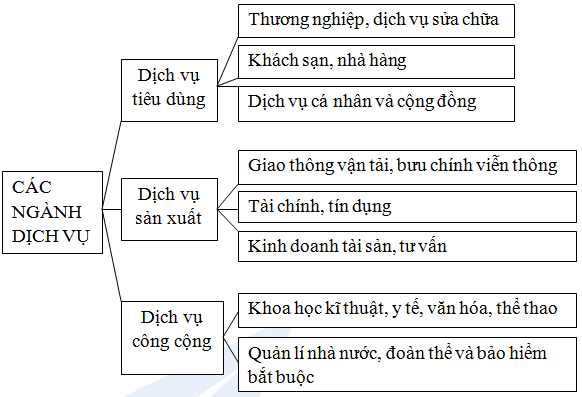 Thương nghiệp, dịch vụ sửa chữa
Dịch vụ
tiêu dùng
Khách sạn, nhà hàng
Dịch vụ cá nhân và cộng đồng
CÁC
NGÀNH
DỊCH VỤ
Dịch vụ
sản xuất
Giao thông vận tải, bưu chính viễn thông
Tài chính, tín dụng
Kinh doanh tài sản, tư vấn
Dịch vụ
công cộng
Khoa học kĩ thuật, y tế, văn hóa, thể thao
Quản lí nhà nước, đoàn thể và bảo hiểm
bắt buộc